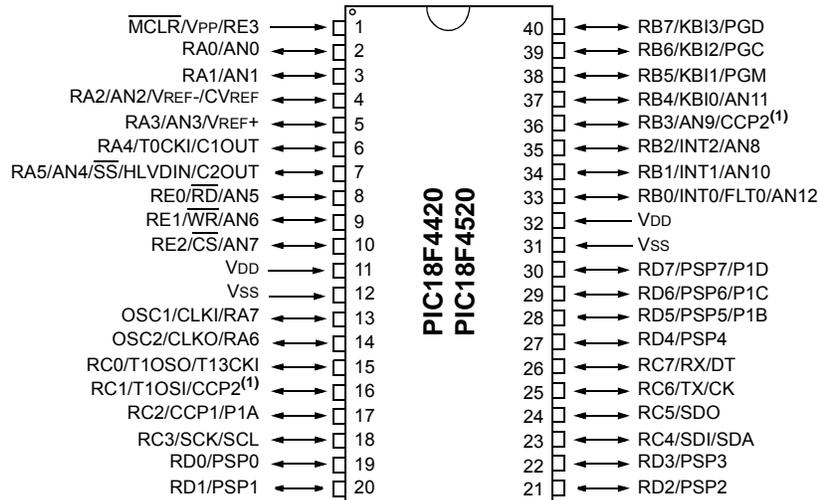 MCLR/VPP/RE3 1 40 RB7/KBI3/PGD
RA0/AN0 2 39 RB6/KBI2/PGC
RA1/AN1 3 38 RB5/KBI1/PGM
RA2/AN2/VREF-/CVREF 4 37 RB4/KBI0/AN11
RA3/AN3/VREF+ 5 36 RB3/AN9/CCP2(1)
RA4/T0CKI/C1OUT 6 35 RB2/INT2/AN8
RA5/AN4/SS/HLVDIN/C2OUT 7 34 RB1/INT1/AN10
RE0/RD/AN5 8 33 RB0/INT0/FLT0/AN12
RE1/WR/AN6 9 32 VDD
RE2/CS/AN7 10 31 VSS
VDD 11 30 RD7/PSP7/P1D
VSS 12 29 RD6/PSP6/P1C
OSC1/CLKI/RA7 13 28 RD5/PSP5/P1B
OSC2/CLKO/RA6 14 27 RD4/PSP4
RC0/T1OSO/T13CKI 15 26 RC7/RX/DT
RC1/T1OSI/CCP2(1) 16 25 RC6/TX/CK
RC2/CCP1/P1A 17 24 RC5/SDO
RC3/SCK/SCL 18 23 RC4/SDI/SDA
RD0/PSP0 19 22 RD3/PSP3
RD1/PSP1 20 21 RD2/PSP2
PIC18F4420
PIC18F4520